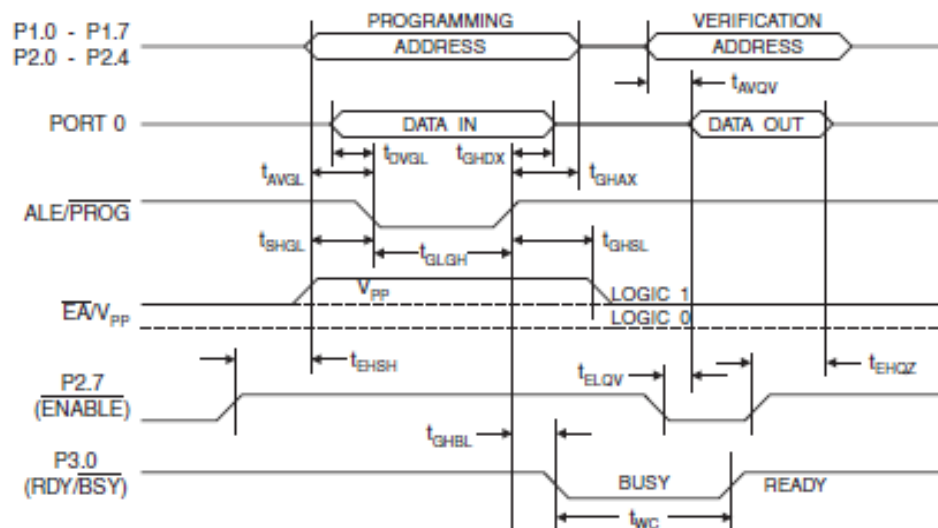 PROGRAMMING
VERIFICATION
P1.0 - P1.7
P2.0 - P2.4
ADDRESS
ADDRESS
tAVQV
PORT 0
DATA IN
DATA OUT
tDVGL
tGHDX
tAVGL
tGHAX
ALE/PROG
tSHGL
tGLGH
tGHSL
VPP
LOGIC 1
EA/VPP
LOGIC 0
tEHSH
tELQV
tEHQZ
P2.7
(ENABLE)
tGHBL
P3.0
(RDY/BSY)
BUSY
READY
tWC